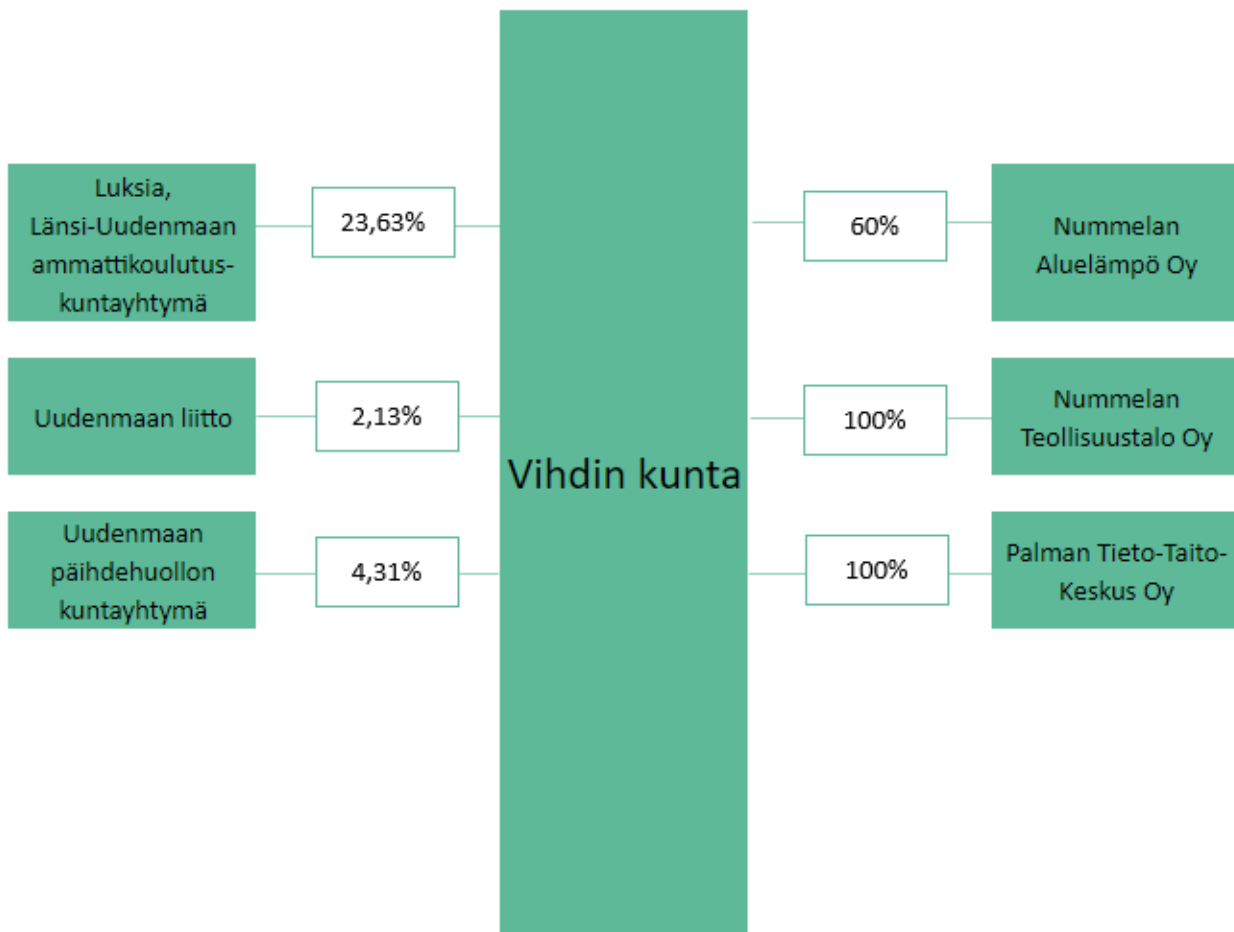 Luksia,
Länsi-Uudenmaan
ammattikoulutus-
kuntayhtymä
23,63%
Uudenmaan liitto
2,13%
Uudenmaan
päihdehuollon
kuntayhtymä
4,31%
Vihdin kunta
60%
Nummelan
Aluelämpö Oy
100%
Nummelan
Teollisuustalo Oy
100%
Palman Tieto-Taito-
Keskus Oy